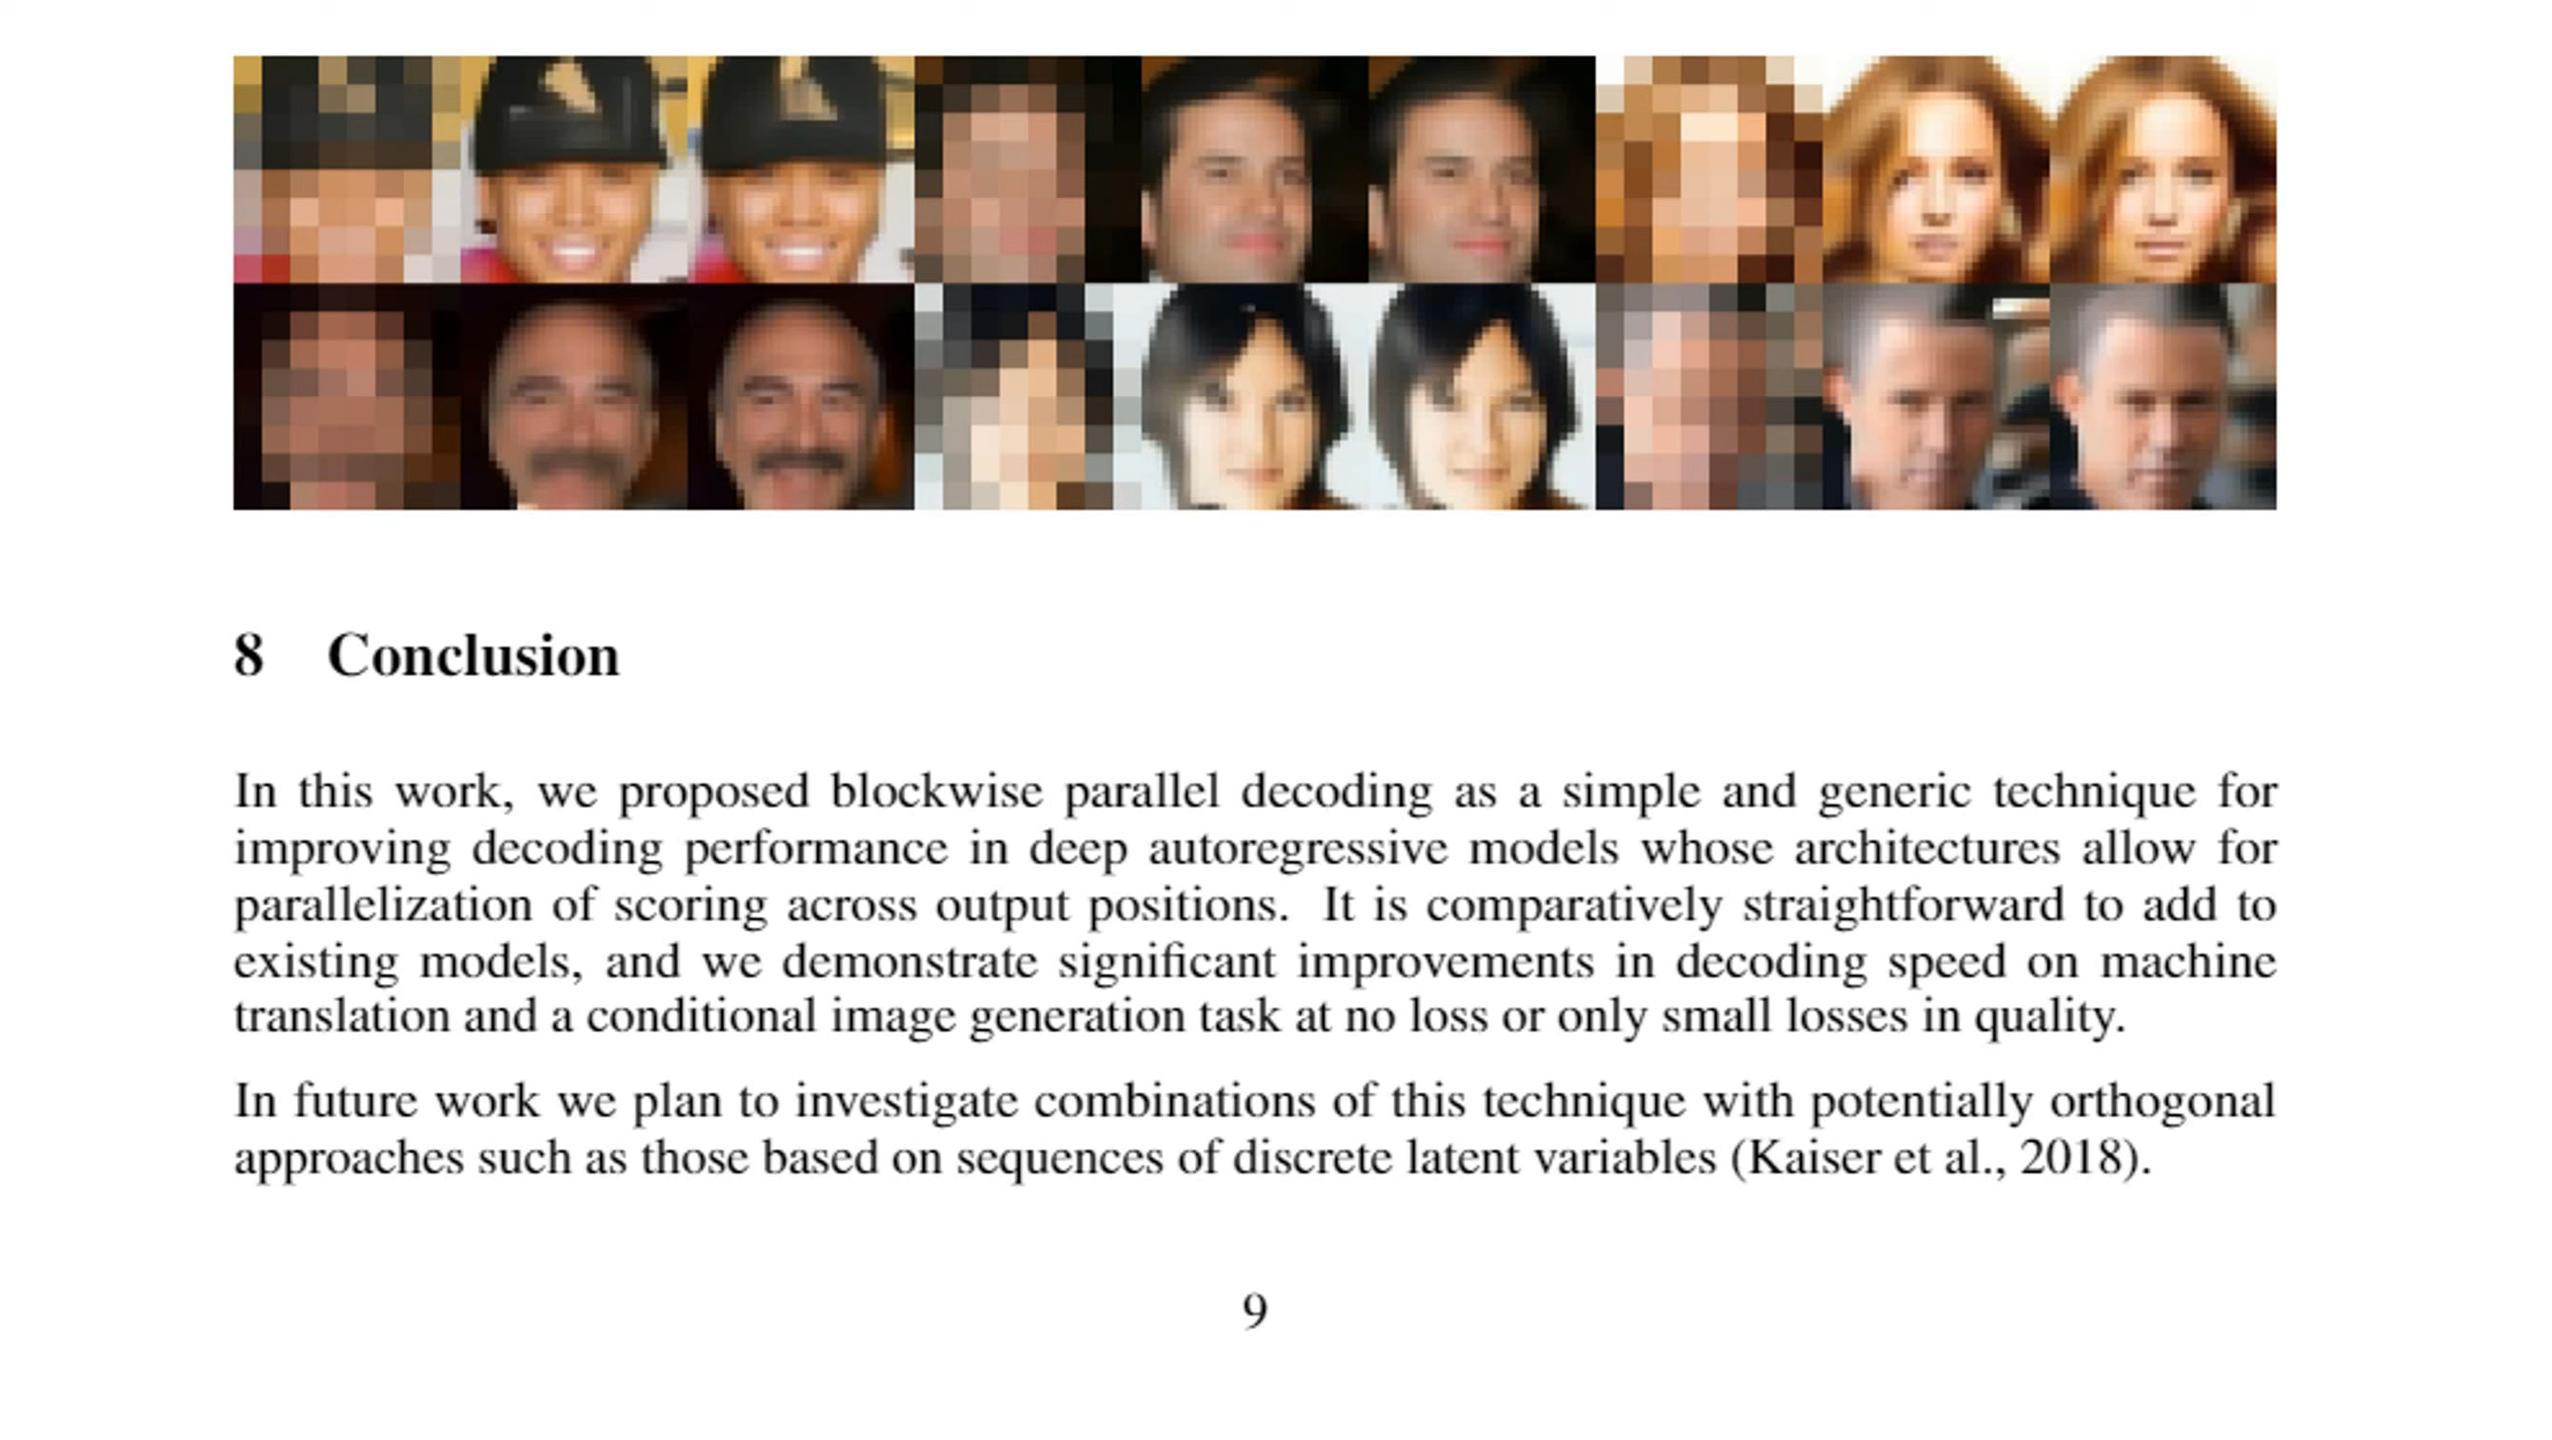 8 Conclusion
In this work, we proposed blockwise parallel decoding as a simple and generic technique for
improving decoding performance in deep autoregressive models whose architectures allow for
parallelization of scoring across output positions. It is comparatively straightforward to add to
existing models, and we demonstrate significant improvements in decoding speed on machine
translation and a conditional image generation task at no loss or only small losses in quality.
In future work we plan to investigate combinations of this technique with potentially orthogonal
approaches such as those based on sequences of discrete latent variables (Kaiser et al., 2018).
9